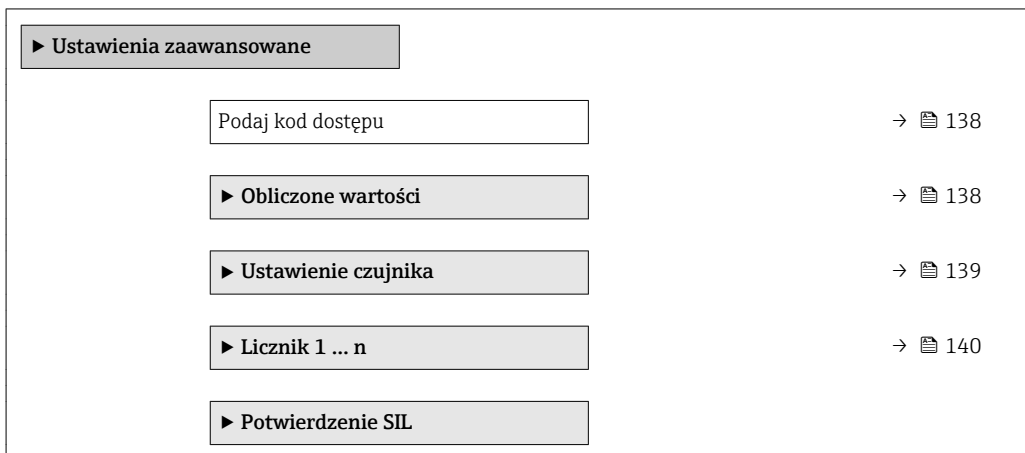 ▶ Ustawienia zaawansowane
Podaj kod dostępu → 138
▶ Obliczone wartości → 138
▶ Ustawienie czujnika → 139
▶ Licznik 1 … n → 140
▶ Potwierdzenie SIL